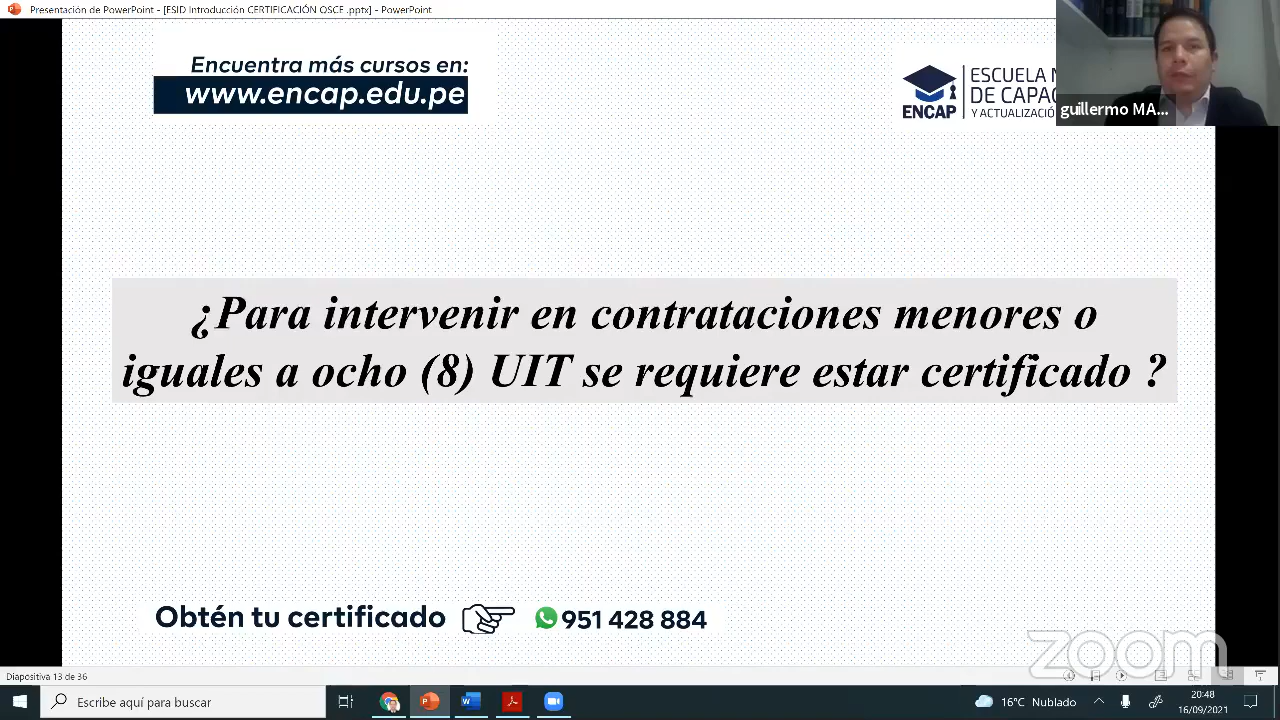 Presentación de PowerPoint - [ESID Introducción CERTIFICACIÓN OSCE .pptx] - PowerPoint
Encuentra más cursos en:
www.encap.edu.pe
ESCUELA
DE CAPAC
Y ACTUALIZACIÓ
ENCAP
guillermo MA...
¿Para intervenir en contrataciones menores o
iguales a ocho (8) UIT se requiere estar certificado ?
Obtén tu certificado
951 428 884
zoom
Diapositiva 13 de 36
Escribe aquí para buscar
16°C Nublado
20:48
16/09/2021